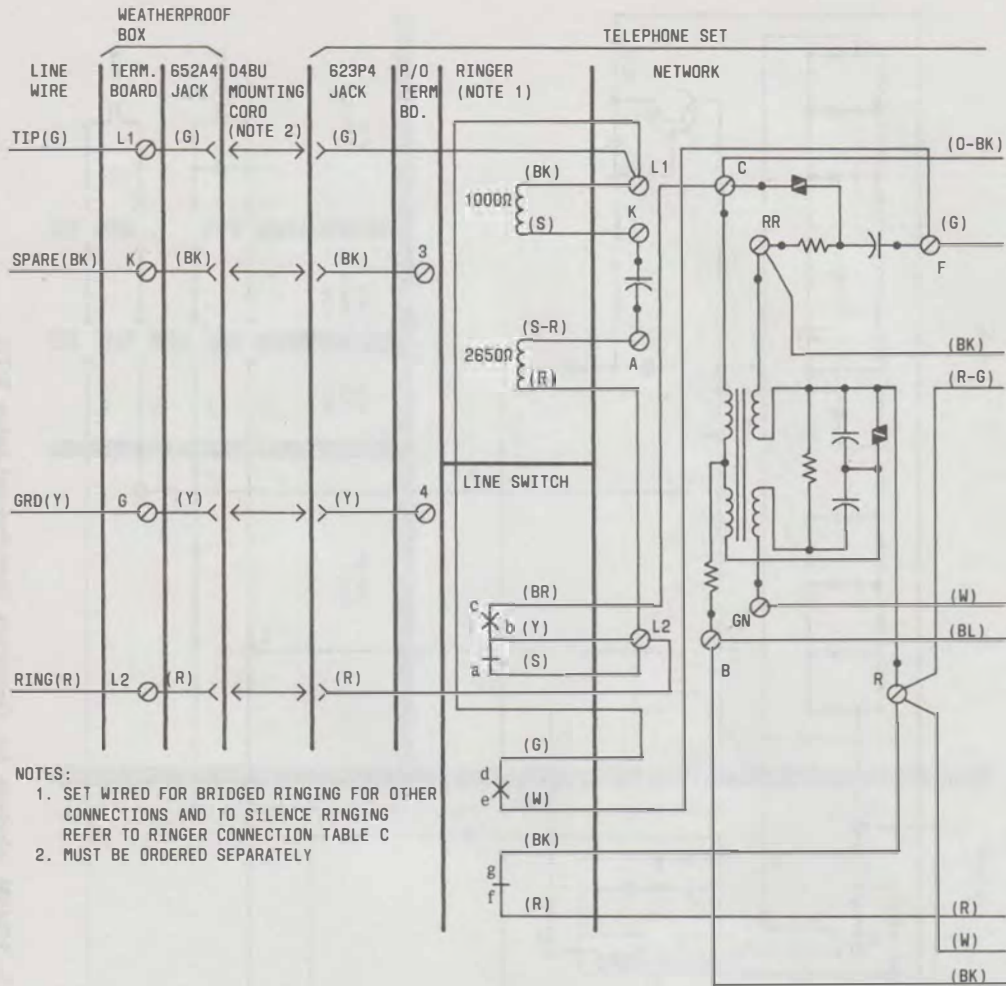 WEATHERPROOF
BOX
TELEPHONE SET
LINE
WIRE
TERM.
BOARD
652A4
JACK
D4BU
MOUNTING
CORO
(NOTE 2)
623P4
JACK
P/O
TERM
BD.
RINGER
(NOTE 1)
NETWORK
TIP(G)
L1
(G)
(G)
(BK)
L1
C
(O-BK)
1000Ω
(S)
K
RR
(G)
F
SPARE(BK)
K
(BK)
(BK)
3
(S-R)
A
2650Ω
(R)
(BK)
(R-G)
LINE SWITCH
GRD(Y)
G
(Y)
(Y)
4
c
(BR)
b
(Y)
L2
a
(S)
GN
(W)
B
(BL)
RING(R)
L2
(R)
(R)
R
(G)
d
e
(W)
(BK)
g
f
(R)
(R)
(W)
(BK)
NOTES:
1. SET WIRED FOR BRIDGED RINGING FOR OTHER
CONNECTIONS AND TO SILENCE RINGING
REFER TO RINGER CONNECTION TABLE C
2. MUST BE ORDERED SEPARATELY